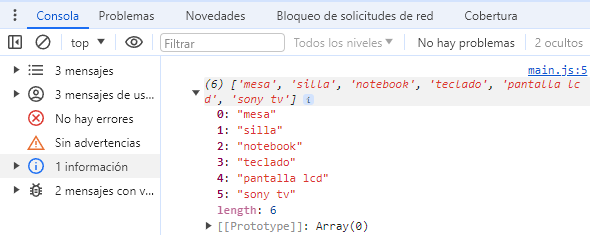 Consola Problemas Novedades Bloqueo de solicitudes de red Cobertura
top Filtrar Todos los niveles No hay problemas 2 ocultos
3 mensajes
3 mensajes de us...
No hay errores
Sin advertencias
1 información
2 mensajes con v...
main.js:5
(6) ['mesa', 'silla', 'notebook', 'teclado', 'pantalla lc
d', 'sony tv'] i
0: "mesa"
1: "silla"
2: "notebook"
3: "teclado"
4: "pantalla lcd"
5: "sony tv"
length: 6
[[Prototype]]: Array(0)